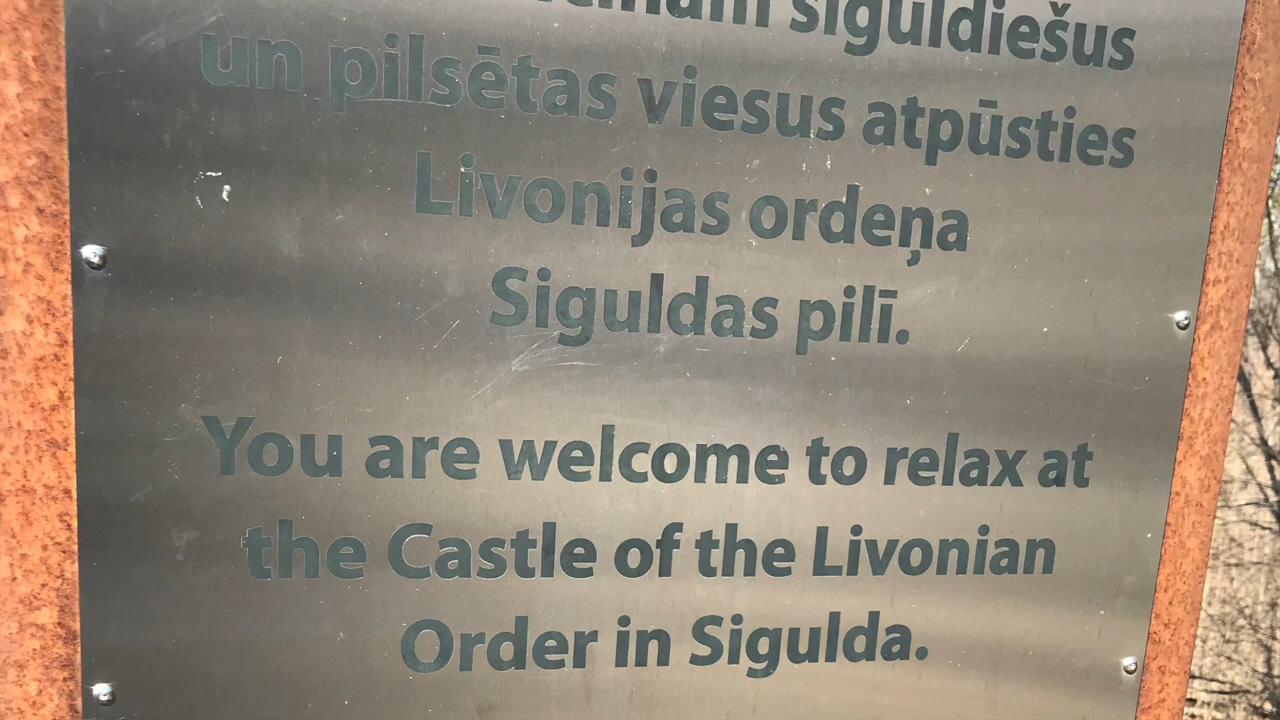 siguldiešus
un pilsētas viesus atpūsties
Livonijas ordeņa
Siguldas pilī.
You are welcome to relax at
the Castle of the Livonian
Order in Sigulda.